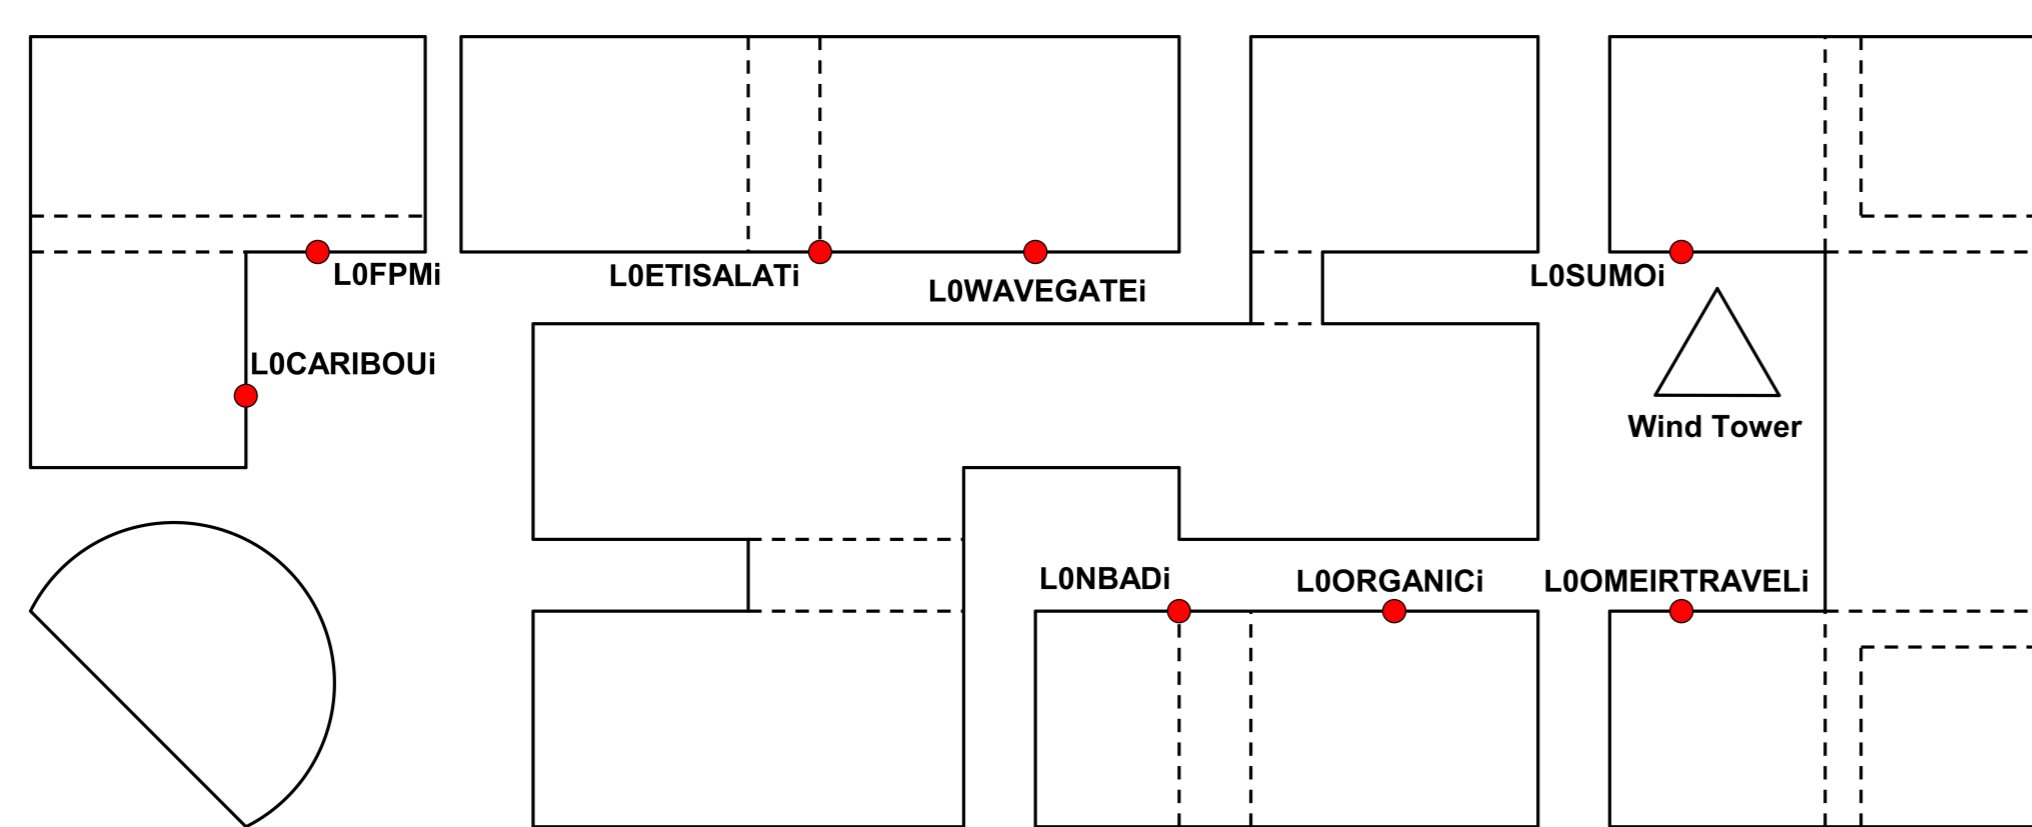 L0FPMi
L0ETISALATi
L0WAVEGATEi
L0SUMOi
L0CARIBOUi
Wind Tower
L0NBADi
L0ORGANICi
L0OMEIRTRAVELi